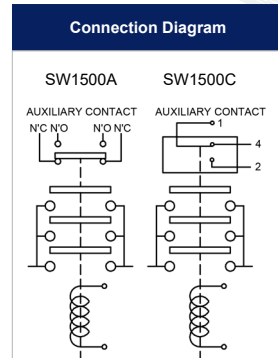 Connection Diagram
SW1500A SW1500C
AUXILIARY CONTACT AUXILIARY CONTACT
N'C N'O N'O N'C 1
4
2